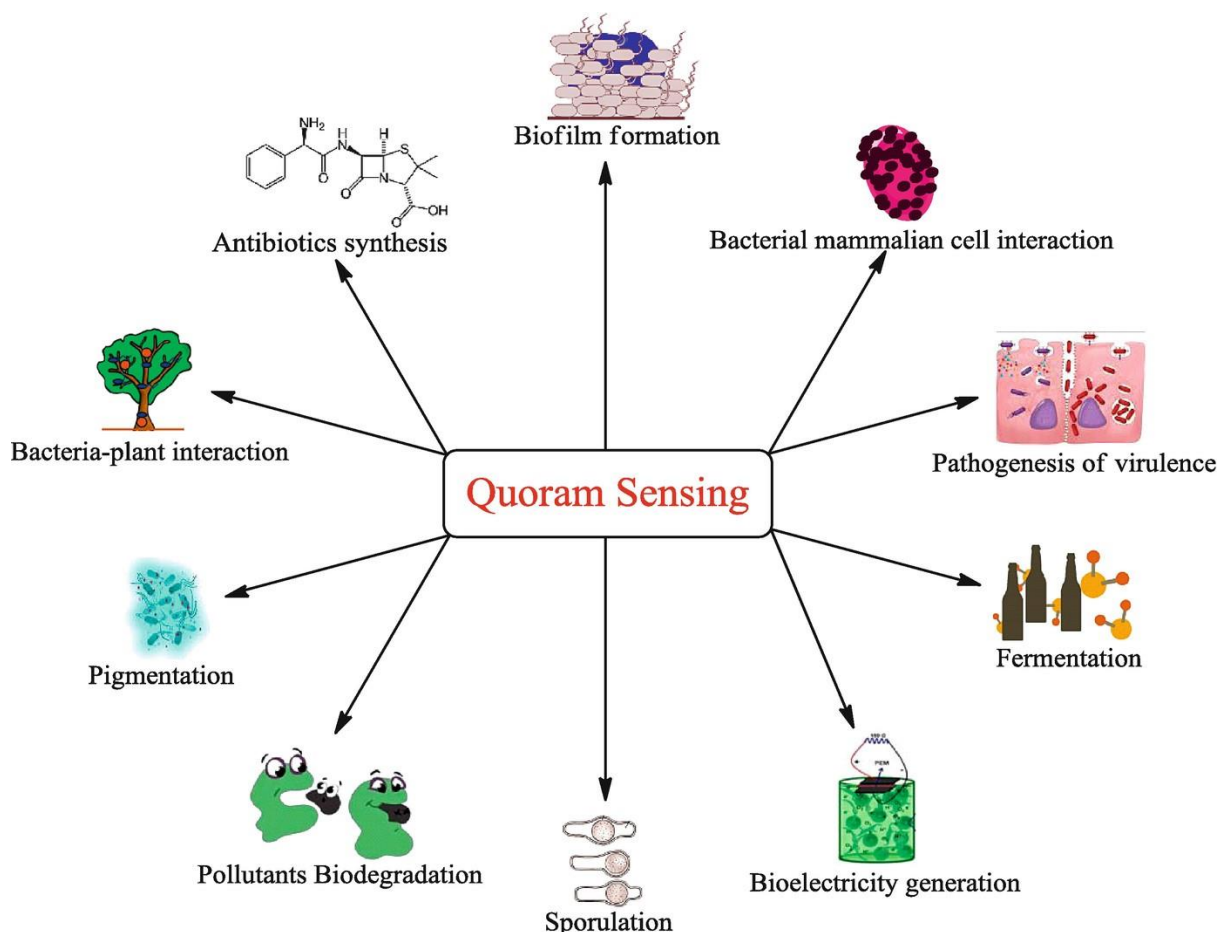 Biofilm formation
NH2
H
N
H
S
O
N
O
OH
O
Antibiotics synthesis
Bacterial mammalian cell interaction
Bacteria-plant interaction
Quoram Sensing
Pathogenesis of virulence
Pigmentation
Fermentation
Pollutants Biodegradation
Sporulation
PEM
+
-
Bioelectricity generation